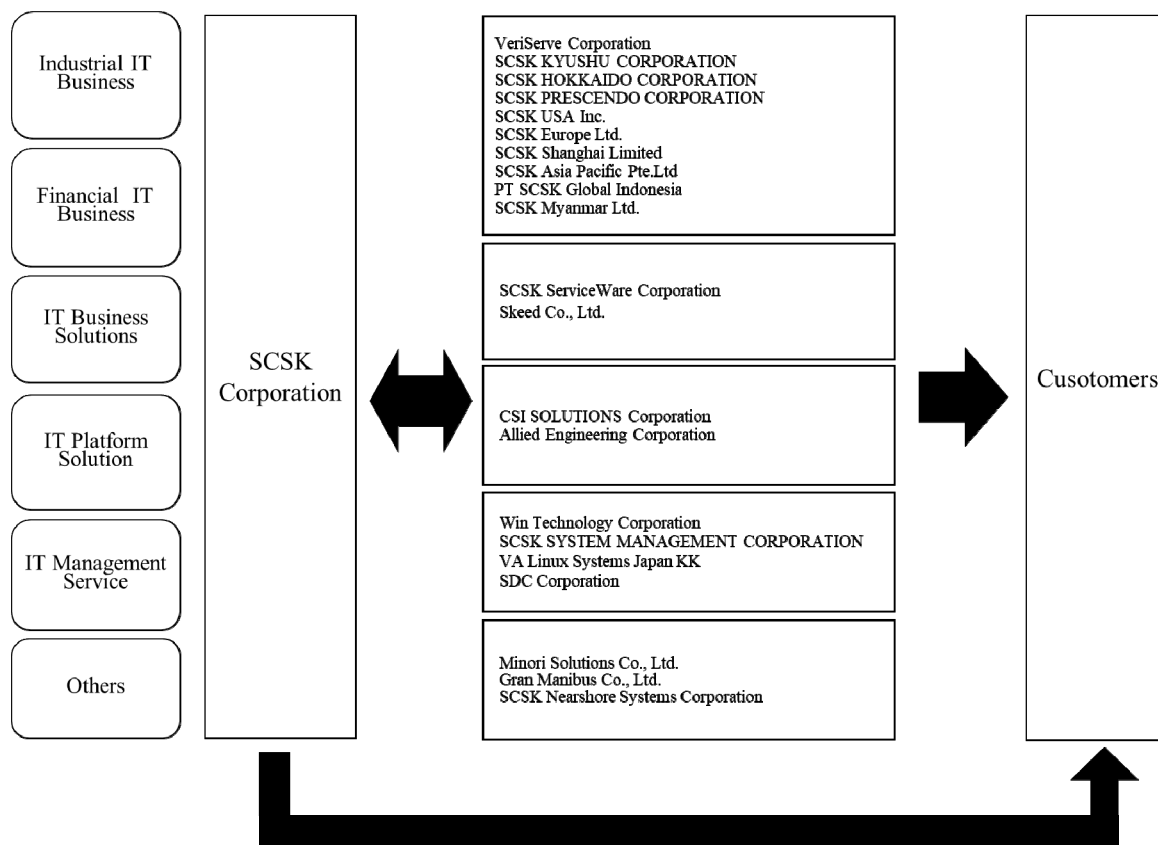 Industrial IT
Business
Financial IT
Business
IT Business
Solutions
IT Platform
Solution
IT Management
Service
Others
SCSK
Corporation
VeriServe Corporation
SCSK KYUSHU CORPORATION
SCSK HOKKAIDO CORPORATION
SCSK PRESCENDO CORPORATION
SCSK USA Inc.
SCSK Europe Ltd.
SCSK Shanghai Limited
SCSK Asia Pacific Pte.Ltd
PT SCSK Global Indonesia
SCSK Myanmar Ltd.
SCSK ServiceWare Corporation
Skeed Co., Ltd.
CSI SOLUTIONS Corporation
Allied Engineering Corporation
Win Technology Corporation
SCSK SYSTEM MANAGEMENT CORPORATION
VA Linux Systems Japan KK
SDC Corporation
Minori Solutions Co., Ltd.
Gran Manibus Co., Ltd.
SCSK Nearshore Systems Corporation
Cusotomers